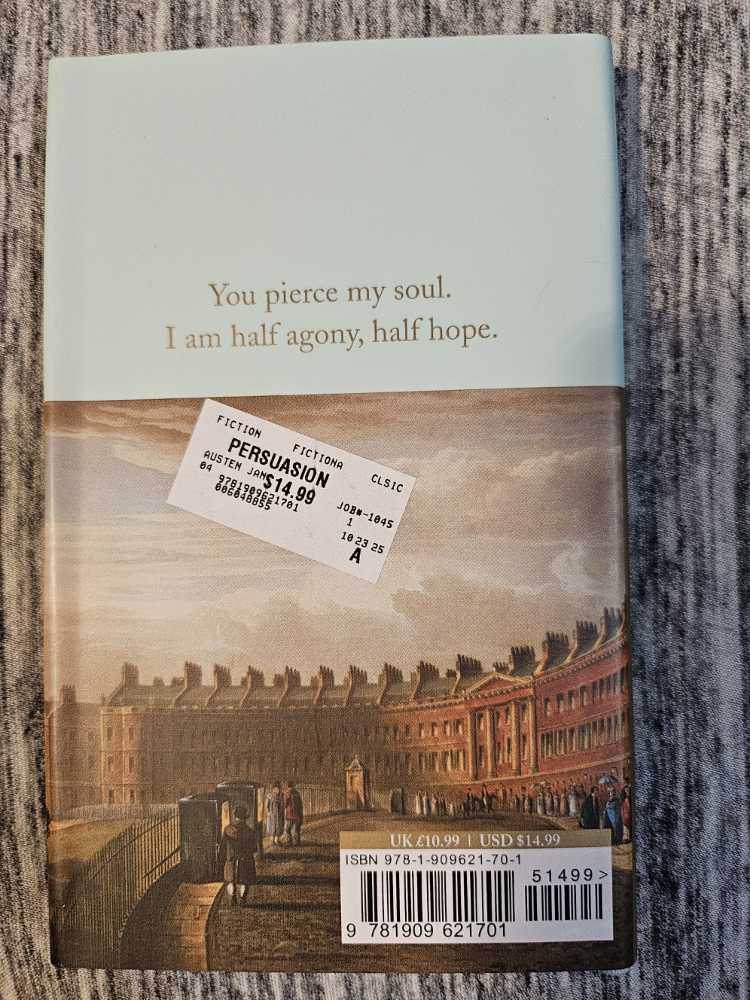 You pierce my soul.
I am half agony, half hope.
FICTION FICTIONA CLSIC
PERSUASION
AUSTEN JAN $14.99
04 9781909621701 JOB#-1045
006048855 1
10 23 25
A
UK £10.99 | USD $14.99
ISBN 978-1-909621-70-1
51499>
9 781909 621701